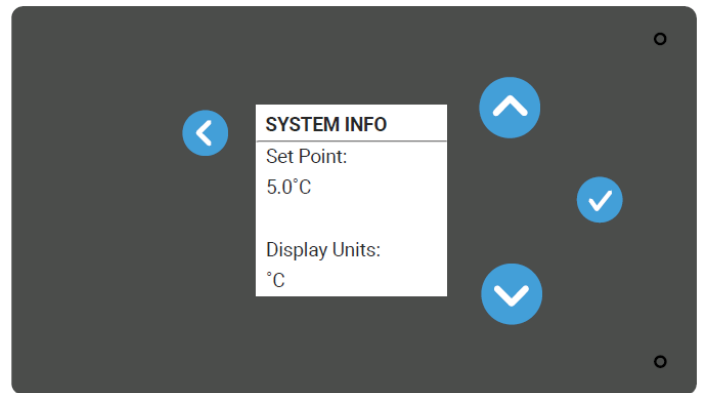 SYSTEM INFO
Set Point:
5.0˚C
Display Units:
˚C